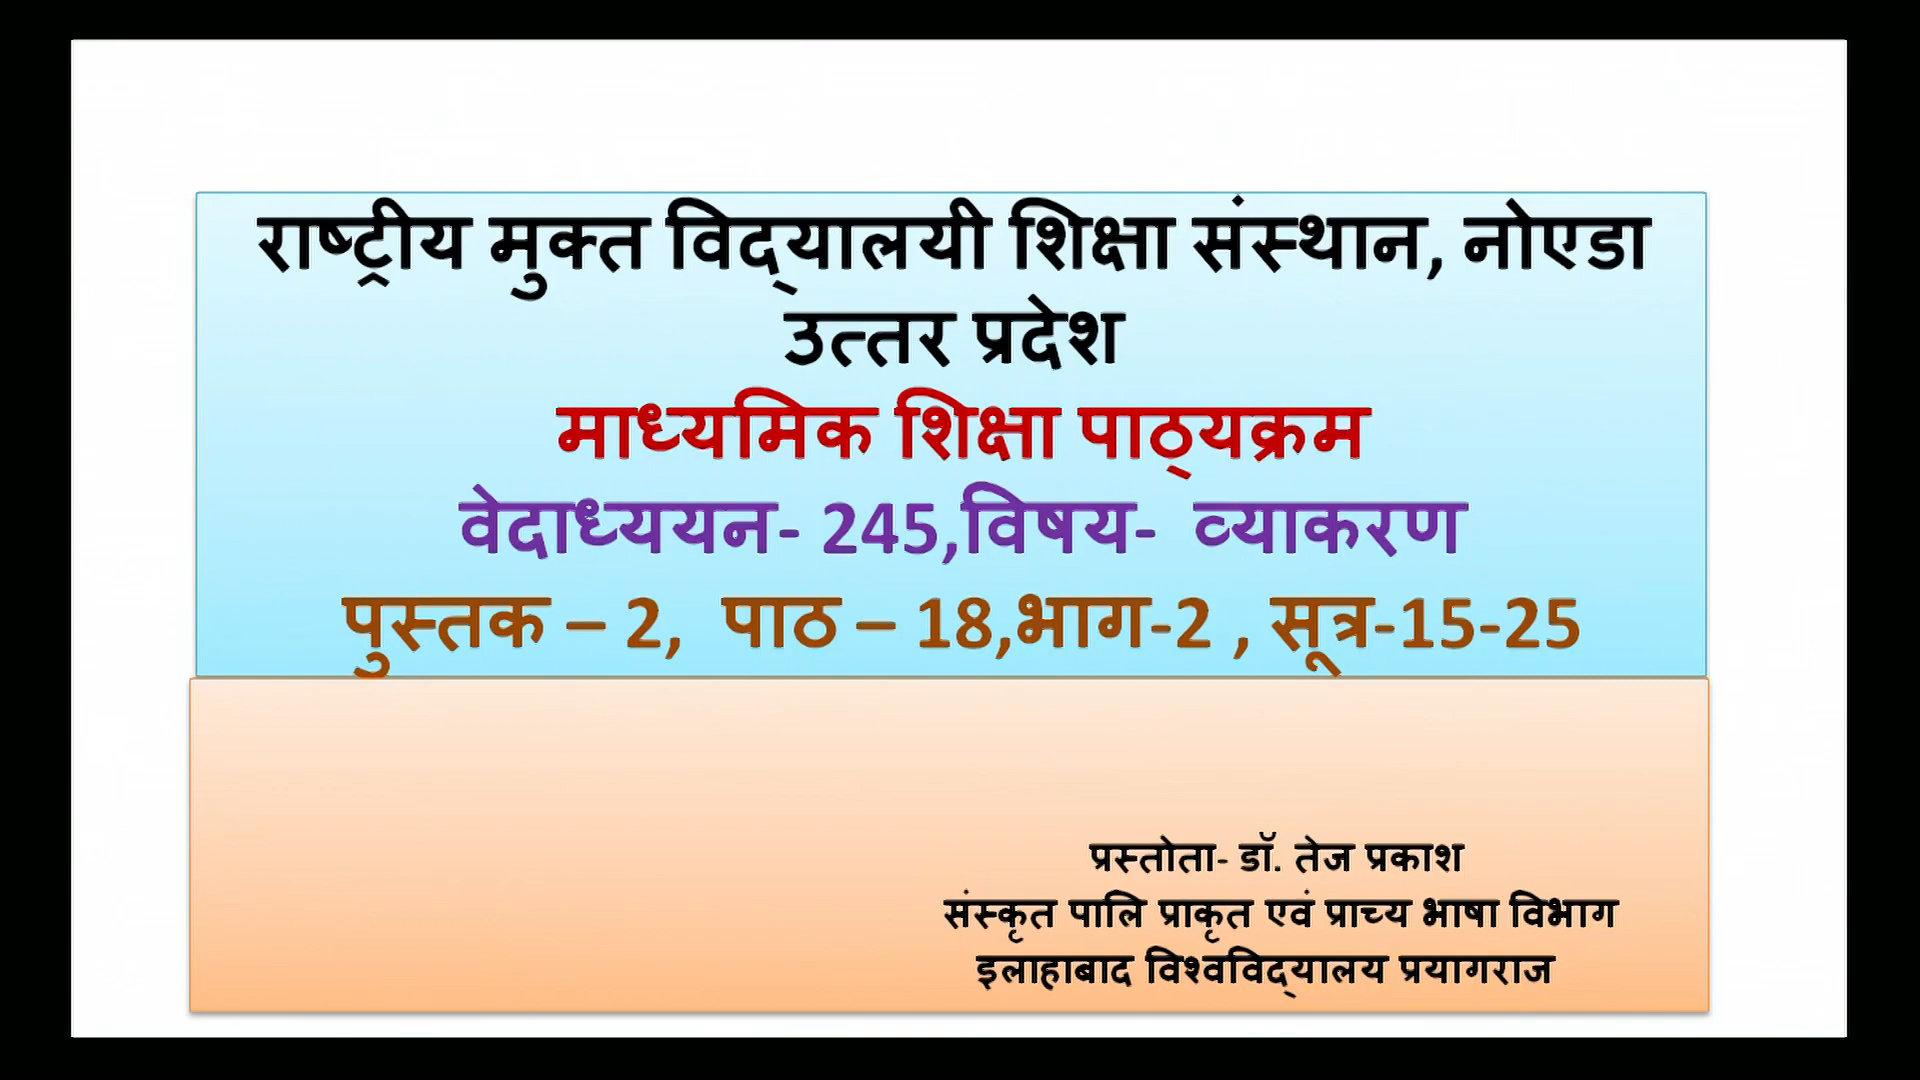 राष्ट्रीय मुक्त विद्यालयी शिक्षा संस्थान, नोएडा
उत्तर प्रदेश
माध्यमिक शिक्षा पाठ्यक्रम
वेदाध्ययन- 245,विषय- व्याकरण
पुस्तक – 2, पाठ – 18,भाग-2 , सूत्र-15-25
प्रस्तोता- डॉ. तेज प्रकाश
संस्कृत पालि प्राकृत एवं प्राच्य भाषा विभाग
इलाहाबाद विश्वविद्यालय प्रयागराज